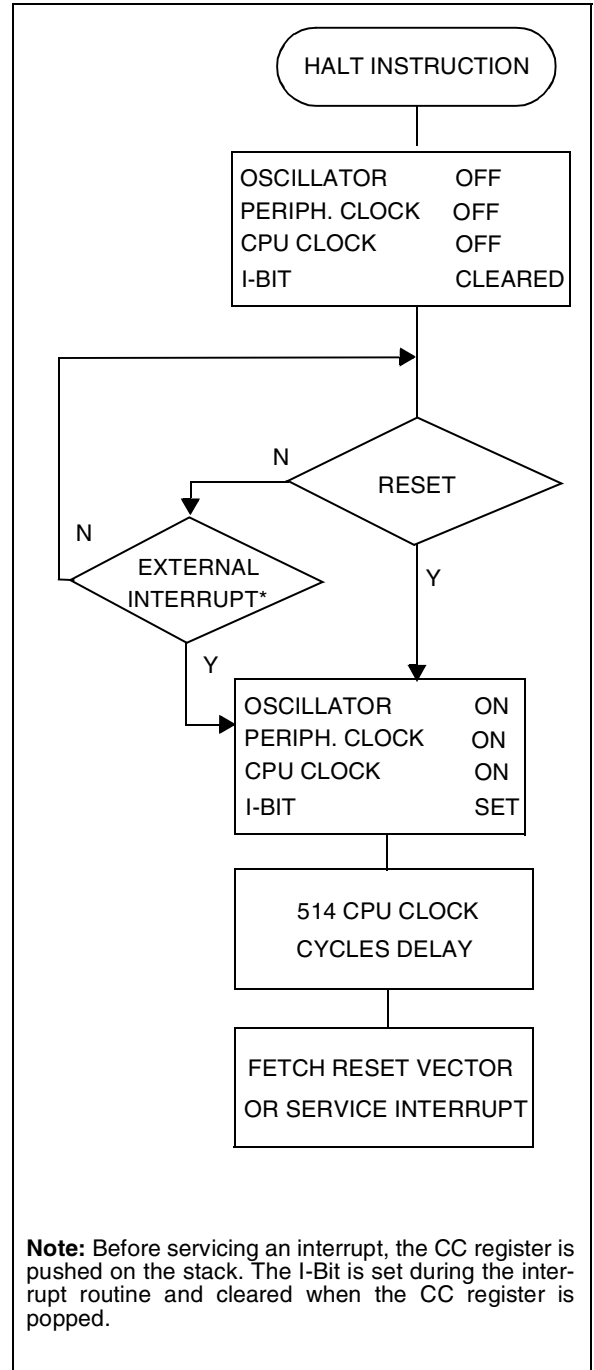 HALT INSTRUCTION
OSCILLATOR OFF
PERIPH. CLOCK OFF
CPU CLOCK OFF
I-BIT CLEARED
N
RESET
N
EXTERNAL
INTERRUPT*
Y
Y
OSCILLATOR ON
PERIPH. CLOCK ON
CPU CLOCK ON
I-BIT SET
514 CPU CLOCK
CYCLES DELAY
FETCH RESET VECTOR
OR SERVICE INTERRUPT
Note: Before servicing an interrupt, the CC register is
pushed on the stack. The I-Bit is set during the inter-
rupt routine and cleared when the CC register is
popped.